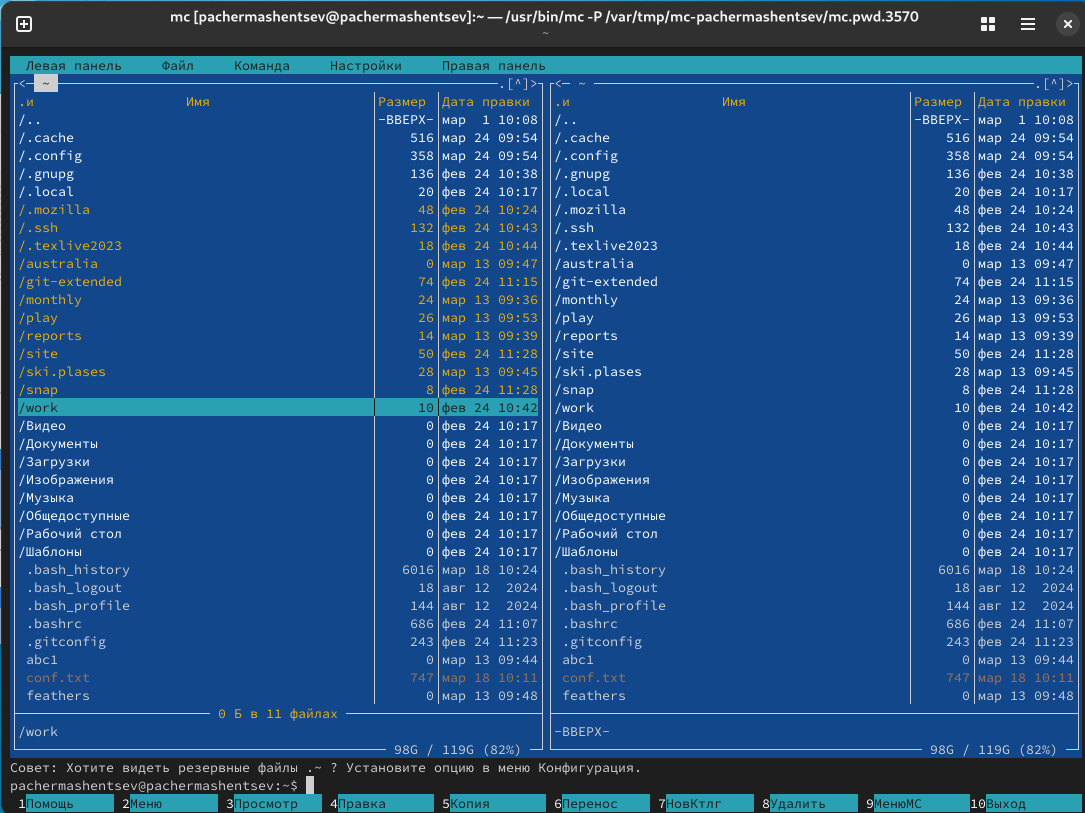 mc [pachermashentsev@pachermashentsev]:~ — /usr/bin/mc -P /var/tmp/mc-pachermashentsev/mc.pwd.3570
~
Левая панель Файл Команда Настройки Правая панель
<─ ~ .[^]> <─ ~ .[^]>
.и Имя Размер Дата правки .и Имя Размер Дата правки
/.. -ВВЕРХ- мар 1 10:08 /.. -ВВЕРХ- мар 1 10:08
/.cache 516 мар 24 09:54 /.cache 516 мар 24 09:54
/.config 358 мар 24 09:54 /.config 358 мар 24 09:54
/.gnupg 136 фев 24 10:38 /.gnupg 136 фев 24 10:38
/.local 20 фев 24 10:17 /.local 20 фев 24 10:17
/.mozilla 48 фев 24 10:24 /.mozilla 48 фев 24 10:24
/.ssh 132 фев 24 10:43 /.ssh 132 фев 24 10:43
/.texlive2023 18 фев 24 10:44 /.texlive2023 18 фев 24 10:44
/australia 0 мар 13 09:47 /australia 0 мар 13 09:47
/git-extended 74 фев 24 11:15 /git-extended 74 фев 24 11:15
/monthly 24 мар 13 09:36 /monthly 24 мар 13 09:36
/play 26 мар 13 09:53 /play 26 мар 13 09:53
/reports 14 мар 13 09:39 /reports 14 мар 13 09:39
/site 50 фев 24 11:28 /site 50 фев 24 11:28
/ski.plases 28 мар 13 09:45 /ski.plases 28 мар 13 09:45
/snap 8 фев 24 11:28 /snap 8 фев 24 11:28
/work 10 фев 24 10:42 /work 10 фев 24 10:42
/Видео 0 фев 24 10:17 /Видео 0 фев 24 10:17
/Документы 0 фев 24 10:17 /Документы 0 фев 24 10:17
/Загрузки 0 фев 24 10:17 /Загрузки 0 фев 24 10:17
/Изображения 0 фев 24 10:17 /Изображения 0 фев 24 10:17
/Музыка 0 фев 24 10:17 /Музыка 0 фев 24 10:17
/Общедоступные 0 фев 24 10:17 /Общедоступные 0 фев 24 10:17
/Рабочий стол 0 фев 24 10:17 /Рабочий стол 0 фев 24 10:17
/Шаблоны 0 фев 24 10:17 /Шаблоны 0 фев 24 10:17
.bash_history 6016 мар 18 10:24 .bash_history 6016 мар 18 10:24
.bash_logout 18 авг 12 2024 .bash_logout 18 авг 12 2024
.bash_profile 144 авг 12 2024 .bash_profile 144 авг 12 2024
.bashrc 686 фев 24 11:07 .bashrc 686 фев 24 11:07
.gitconfig 243 фев 24 11:23 .gitconfig 243 фев 24 11:23
abc1 0 мар 13 09:44 abc1 0 мар 13 09:44
conf.txt 747 мар 18 10:11 conf.txt 747 мар 18 10:11
feathers 0 мар 13 09:48 feathers 0 мар 13 09:48
0 Б в 11 файлах
/work -ВВЕРХ-
98G / 119G (82%) 98G / 119G (82%)
Совет: Хотите видеть резервные файлы .~ ? Установите опцию в меню Конфигурация.
pachermashentsev@pachermashentsev:~$
1Помощь 2Меню 3Просмотр 4Правка 5Копия 6Перенос 7НовКтлг 8Удалить 9МенюМС 10Выход